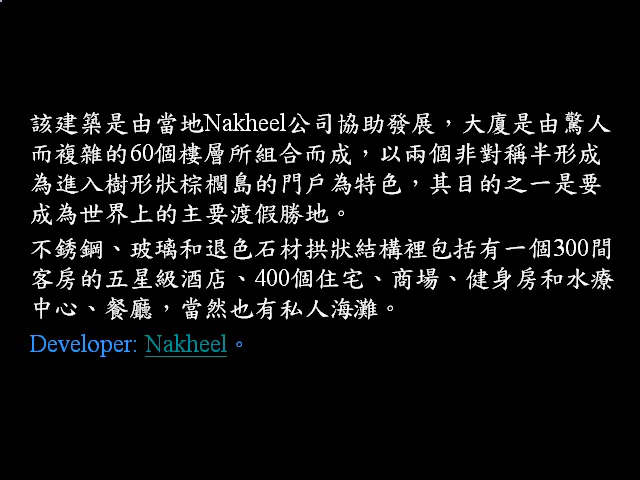 該建築是由當地Nakheel公司協助發展，大廈是由驚人
而複雜的60個樓層所組合而成，以兩個非對稱半形成
為進入樹形狀棕櫚島的門戶為特色，其目的之一是要
成為世界上的主要渡假勝地。
不銹鋼、玻璃和退色石材拱狀結構裡包括有一個300間
客房的五星級酒店、400個住宅、商場、健身房和水療
中心、餐廳，當然也有私人海灘。
Developer: Nakheel。